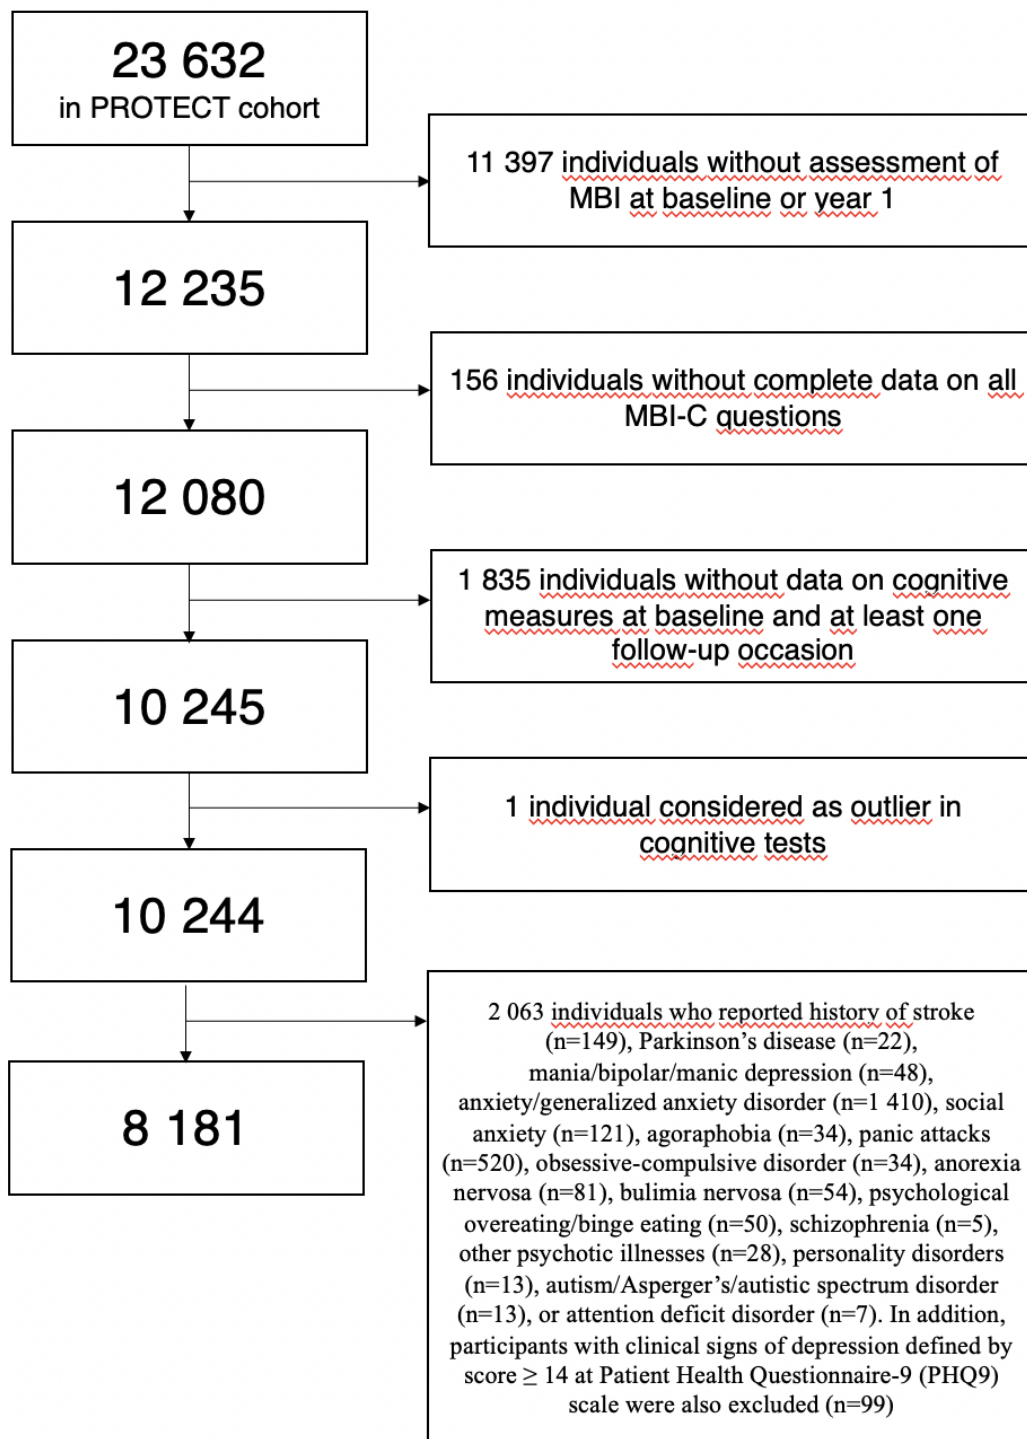 23 632
in PROTECT cohort
11 397 individuals without assessment of
MBI at baseline or year 1
12 235
156 individuals without complete data on all
MBI-C questions
12 080
1 835 individuals without data on cognitive
measures at baseline and at least one
follow-up occasion
10 245
1 individual considered as outlier in
cognitive tests
10 244
2 063 individuals who reported history of stroke
(n=149), Parkinson’s disease (n=22),
mania/bipolar/manic depression (n=48),
anxiety/generalized anxiety disorder (n=1 410), social
anxiety (n=121), agoraphobia (n=34), panic attacks
(n=520), obsessive-compulsive disorder (n=34), anorexia
nervosa (n=81), bulimia nervosa (n=54), psychological
overeating/binge eating (n=50), schizophrenia (n=5),
other psychotic illnesses (n=28), personality disorders
(n=13), autism/Asperger’s/autistic spectrum disorder
(n=13), or attention deficit disorder (n=7). In addition,
participants with clinical signs of depression defined by
score ≥ 14 at Patient Health Questionnaire-9 (PHQ9)
scale were also excluded (n=99)
8 181